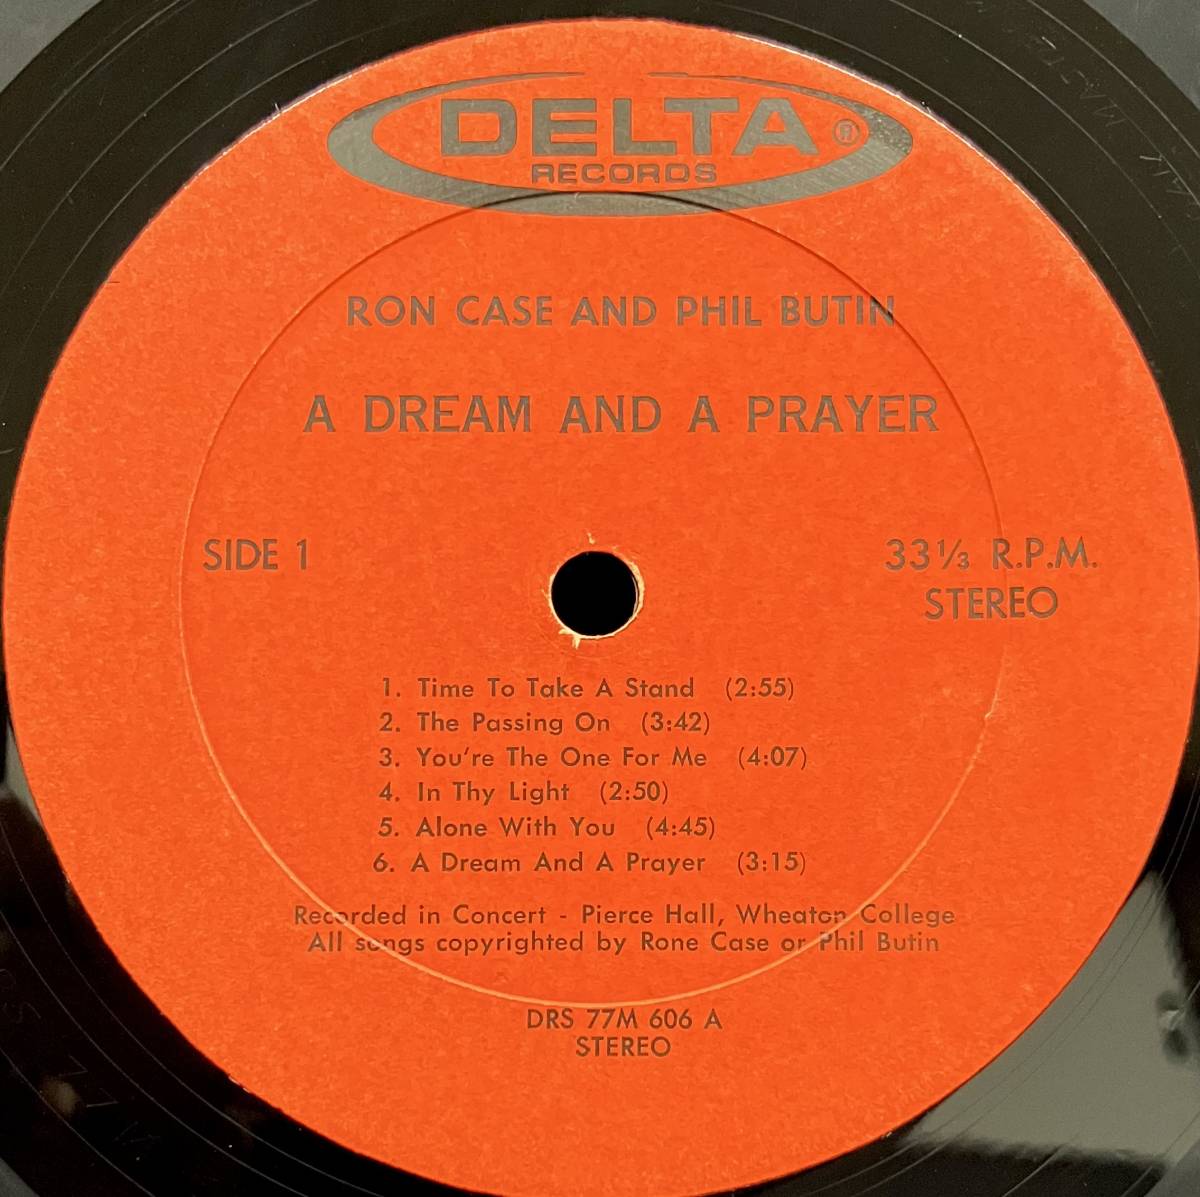 DELTA ®
RECORDS
RON CASE AND PHIL BUTIN
A DREAM AND A PRAYER
SIDE 1
33 1/3 R.P.M.
STEREO
1. Time To Take A Stand (2:55)
2. The Passing On (3:42)
3. You're The One For Me (4:07)
4. In Thy Light (2:50)
5. Alone With You (4:45)
6. A Dream And A Prayer (3:15)
Recorded in Concert - Pierce Hall, Wheaton College
All songs copyrighted by Rone Case or Phil Butin
DRS 77M 606 A
STEREO